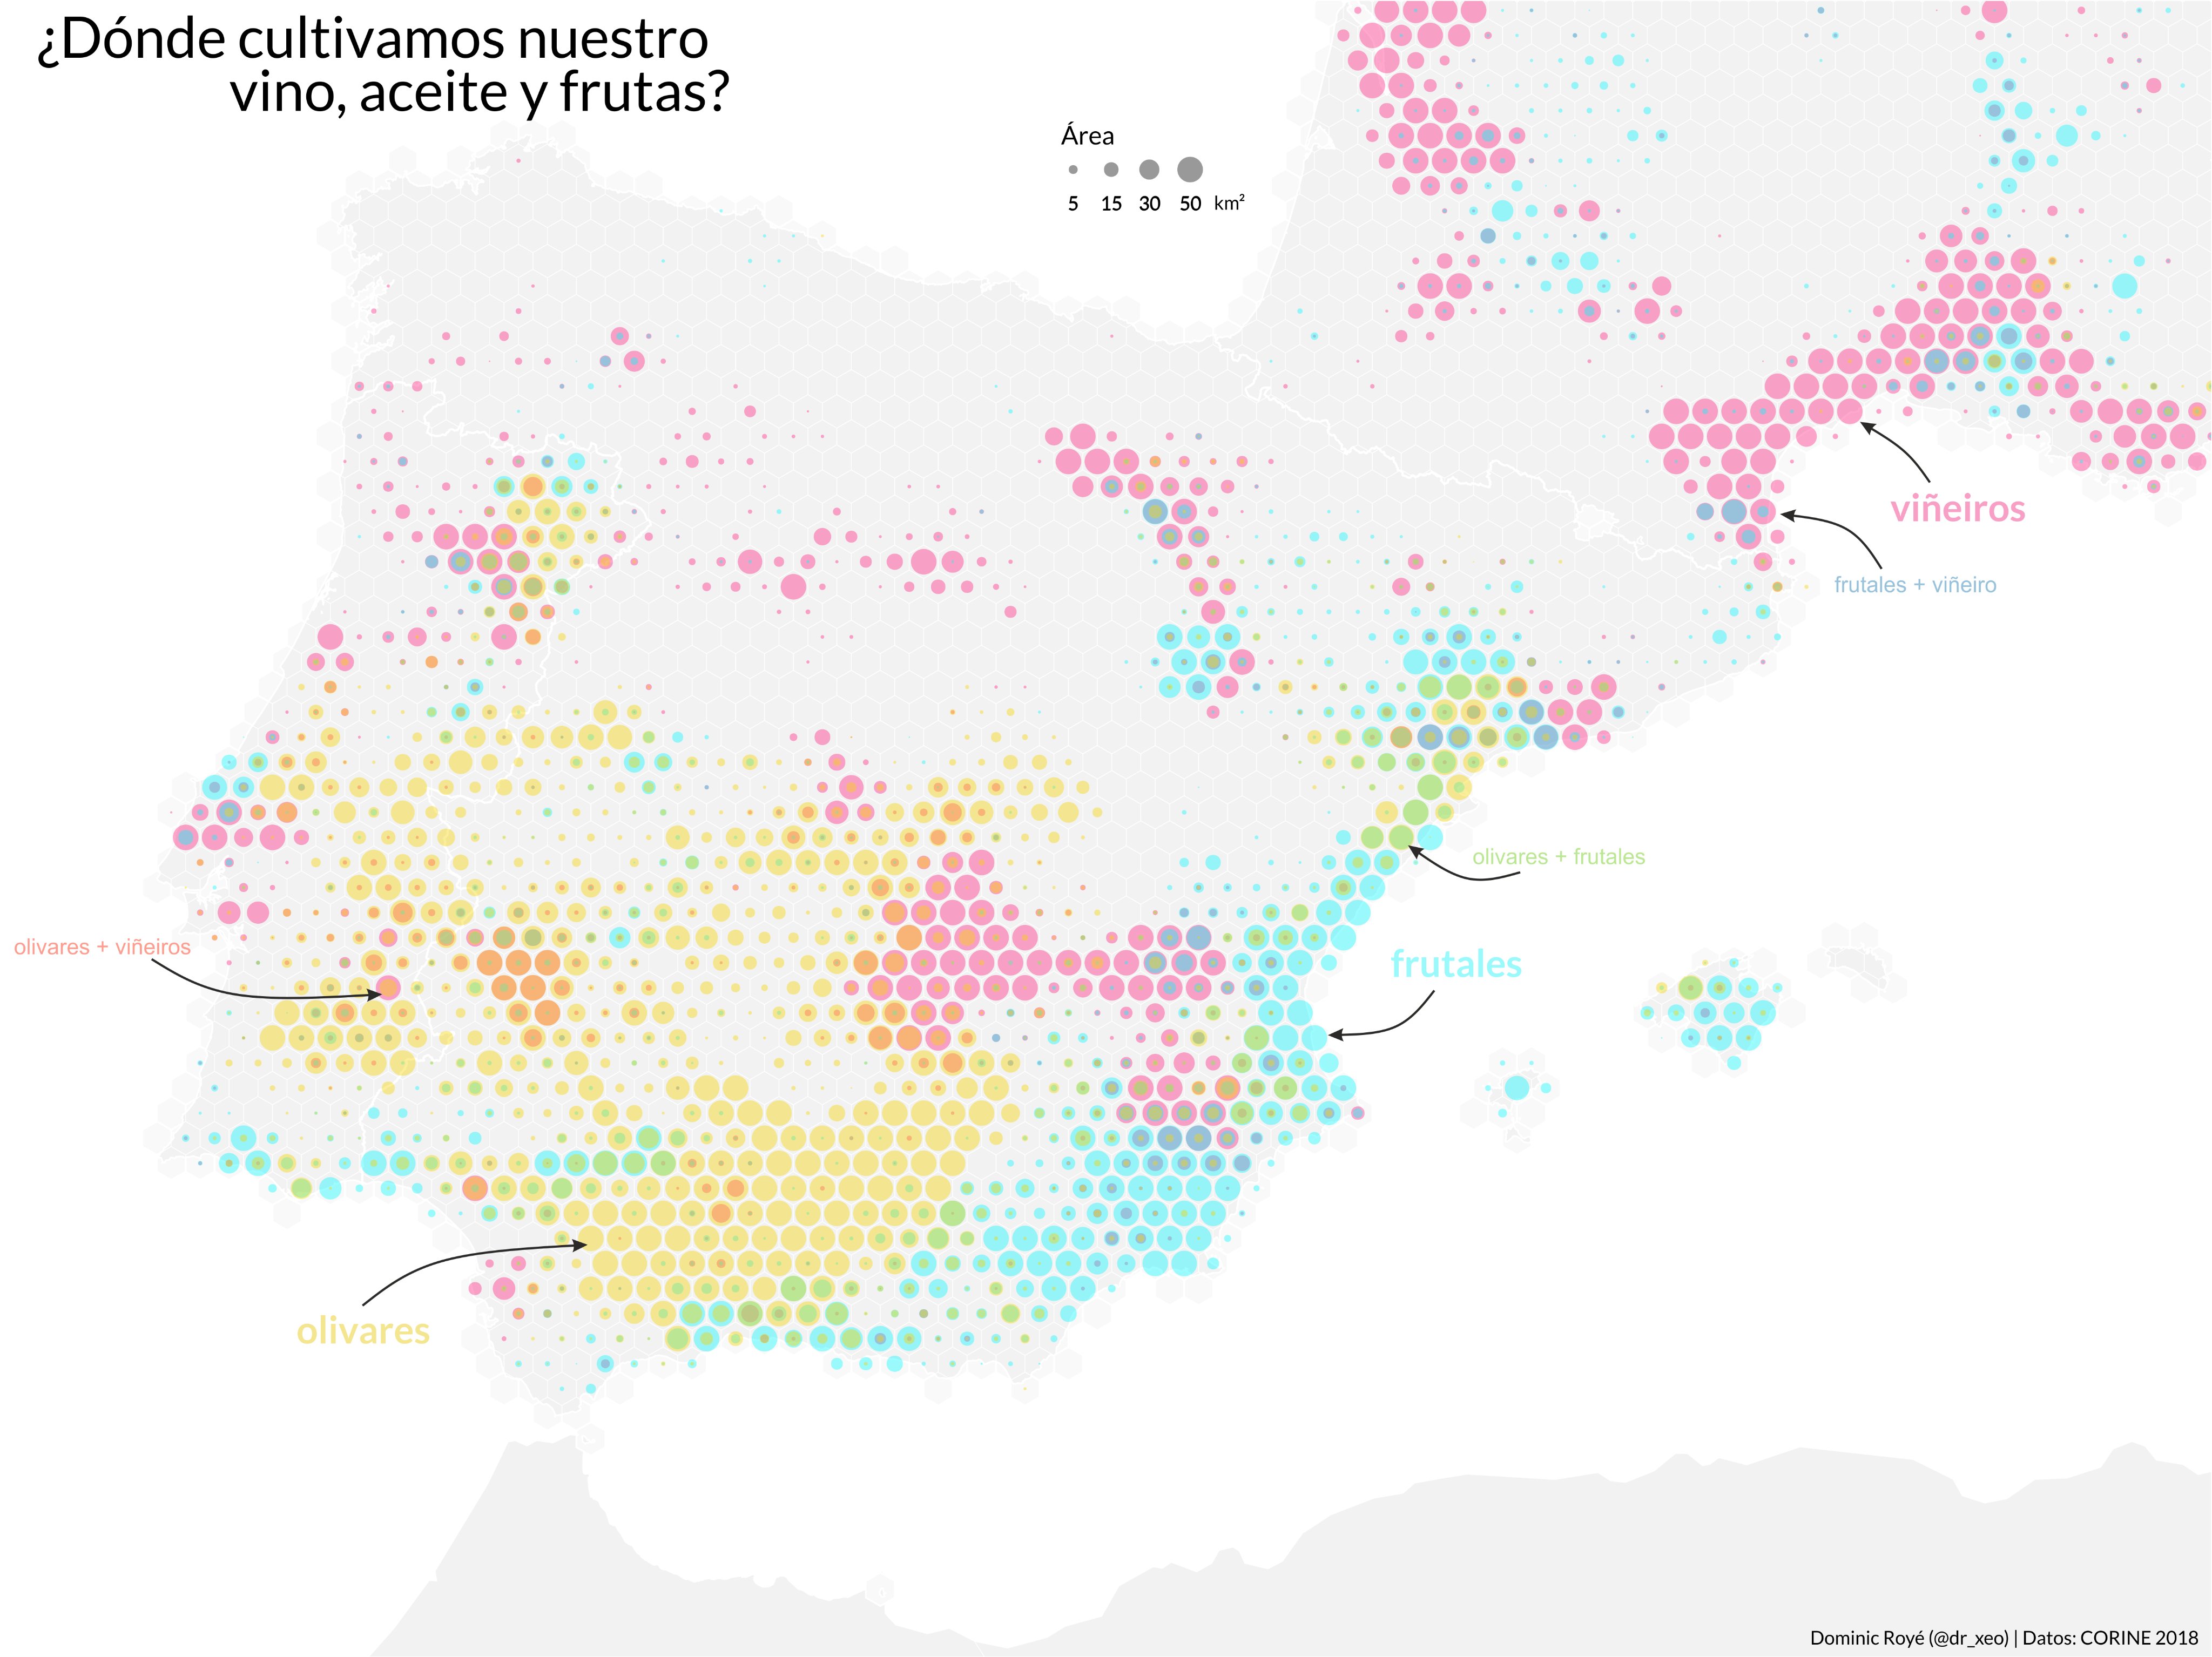 ¿Dónde cultivamos nuestro
vino, aceite y frutas?
Área
5 15 30 50 km²
viñeiros
frutales + viñeiro
olivares + frutales
olivares + viñeiros
frutales
olivares
Dominic Royé (@dr_xeo) | Datos: CORINE 2018